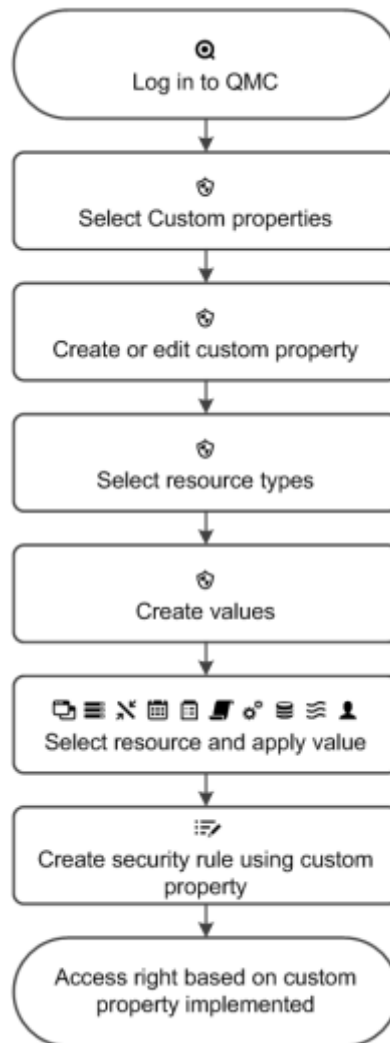 Log in to QMC
Select Custom properties
Create or edit custom property
Select resource types
Create values
Select resource and apply value
Create security rule using custom
property
Access right based on custom
property implemented